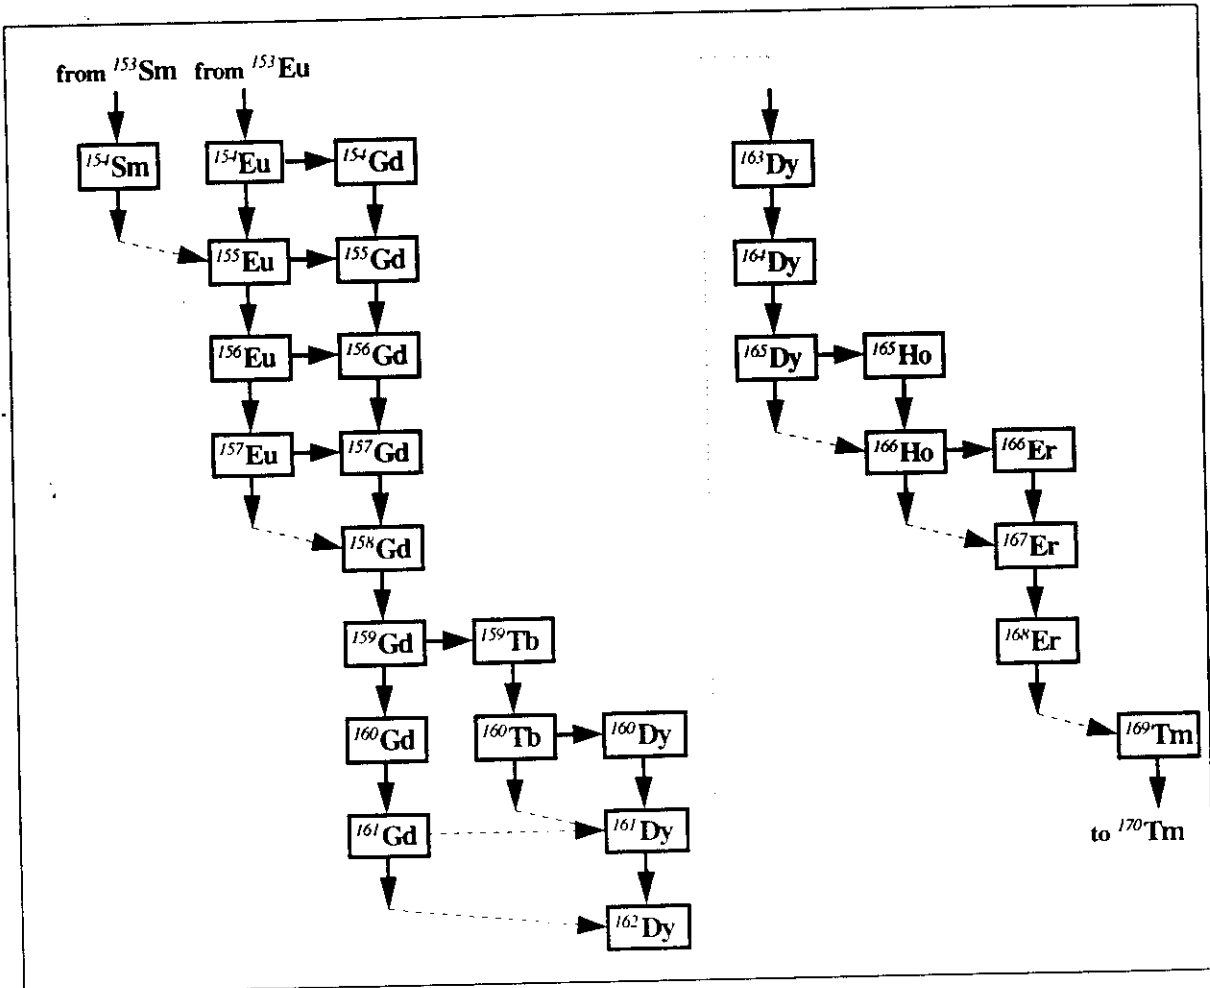 from ¹⁵³Sm from ¹⁵³Eu
¹⁵⁴Sm ¹⁵⁴Eu ¹⁵⁴Gd ¹⁶³Dy
¹⁵⁵Eu ¹⁵⁵Gd ¹⁶⁴Dy
¹⁵⁶Eu ¹⁵⁶Gd ¹⁶⁵Dy ¹⁶⁵Ho
¹⁵⁷Eu ¹⁵⁷Gd ¹⁶⁶Ho ¹⁶⁶Er
¹⁵⁸Gd ¹⁶⁷Er
¹⁵⁹Gd ¹⁵⁹Tb ¹⁶⁸Er
¹⁶⁰Gd ¹⁶⁰Tb ¹⁶⁰Dy ¹⁶⁹Tm
¹⁶¹Gd ¹⁶¹Dy to ¹⁷⁰Tm
¹⁶²Dy